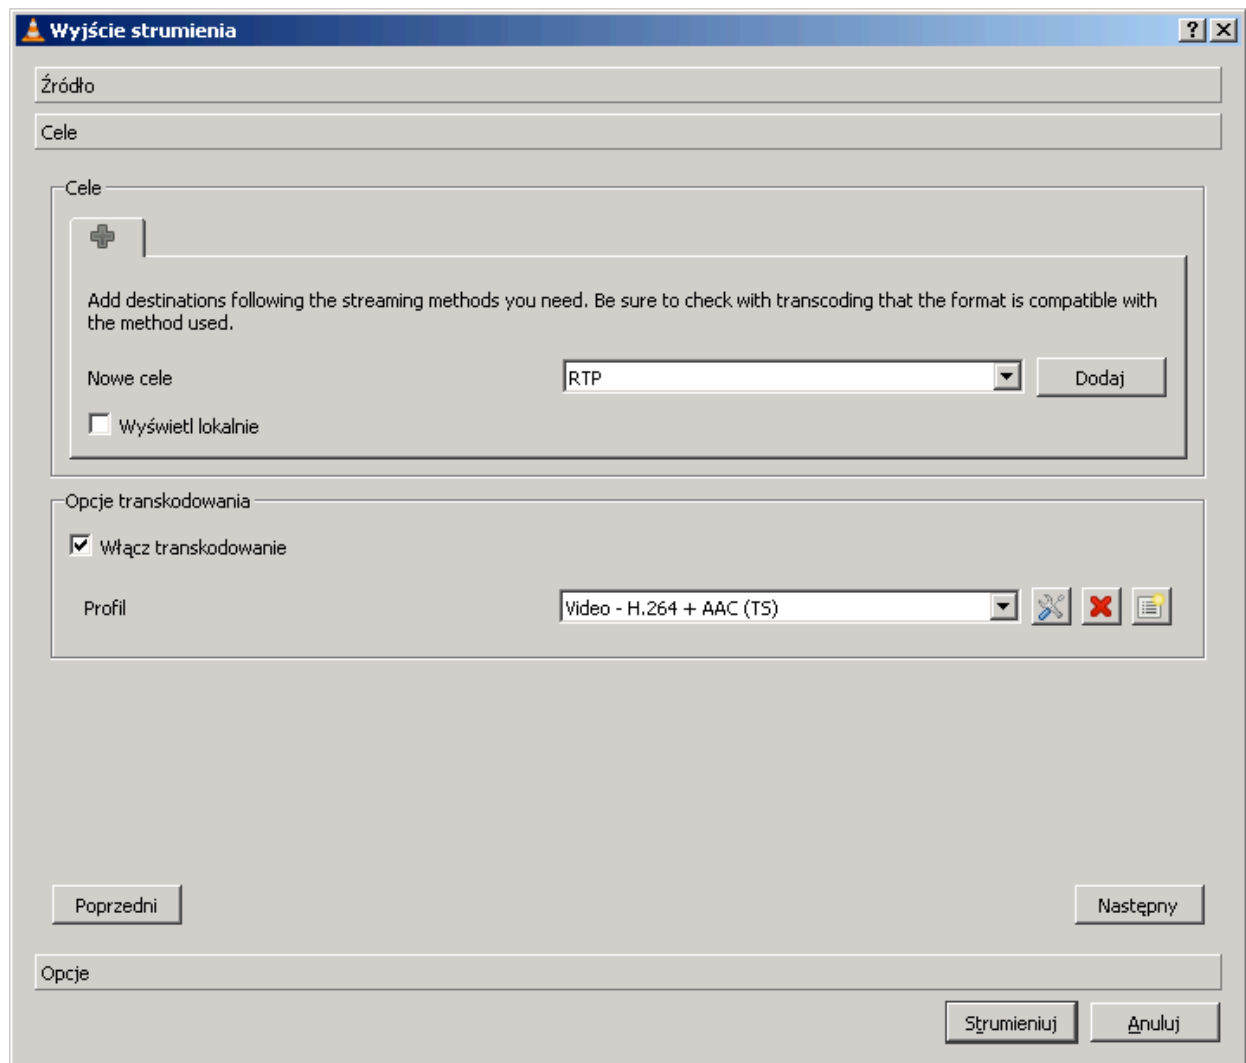 Wyjście strumienia
Źródło
Cele
Cele
Add destinations following the streaming methods you need. Be sure to check with transcoding that the format is compatible with
the method used.
Nowe cele RTP Dodaj
Wyświetl lokalnie
Opcje transkodowania
Włącz transkodowanie
Profil Video - H.264 + AAC (TS)
Poprzedni Następny
Opcje
Strumieniuj Anuluj